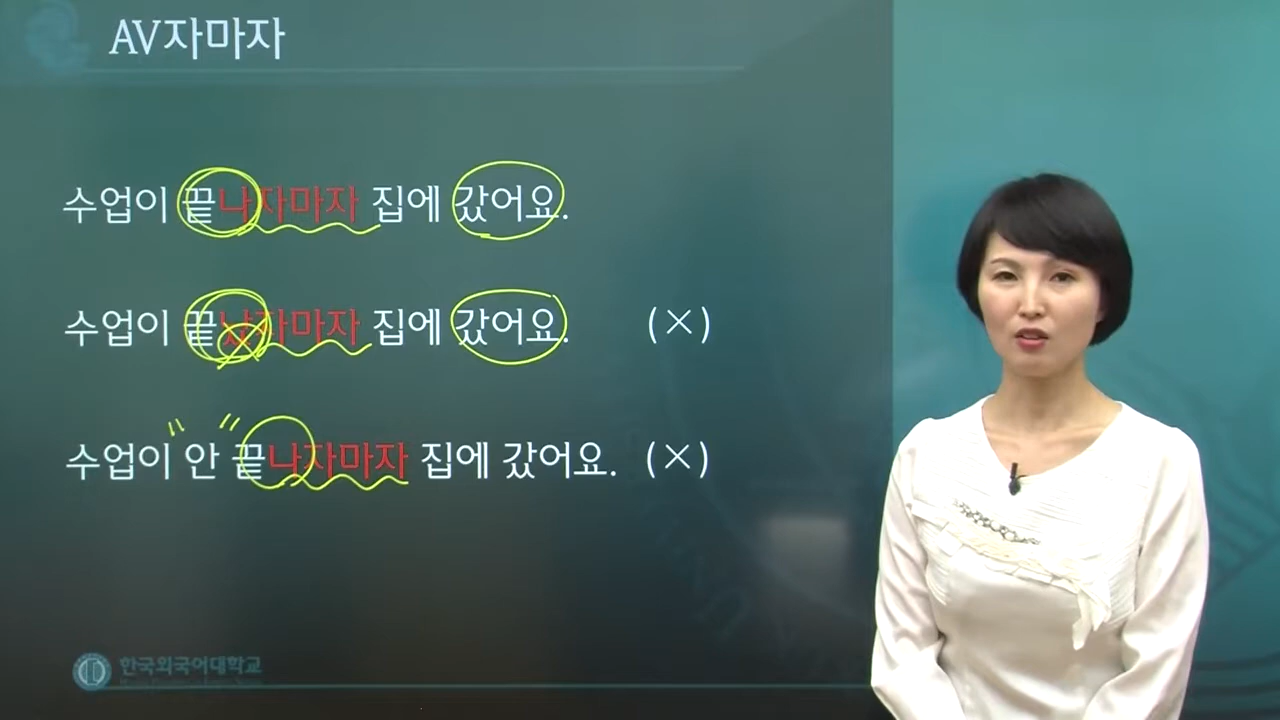 AV자마자
수업이 끝나자마자 집에 갔어요.
수업이 끝났자마자 집에 갔어요. (×)
수업이 안 끝나자마자 집에 갔어요. (×)
한국외국어대학교